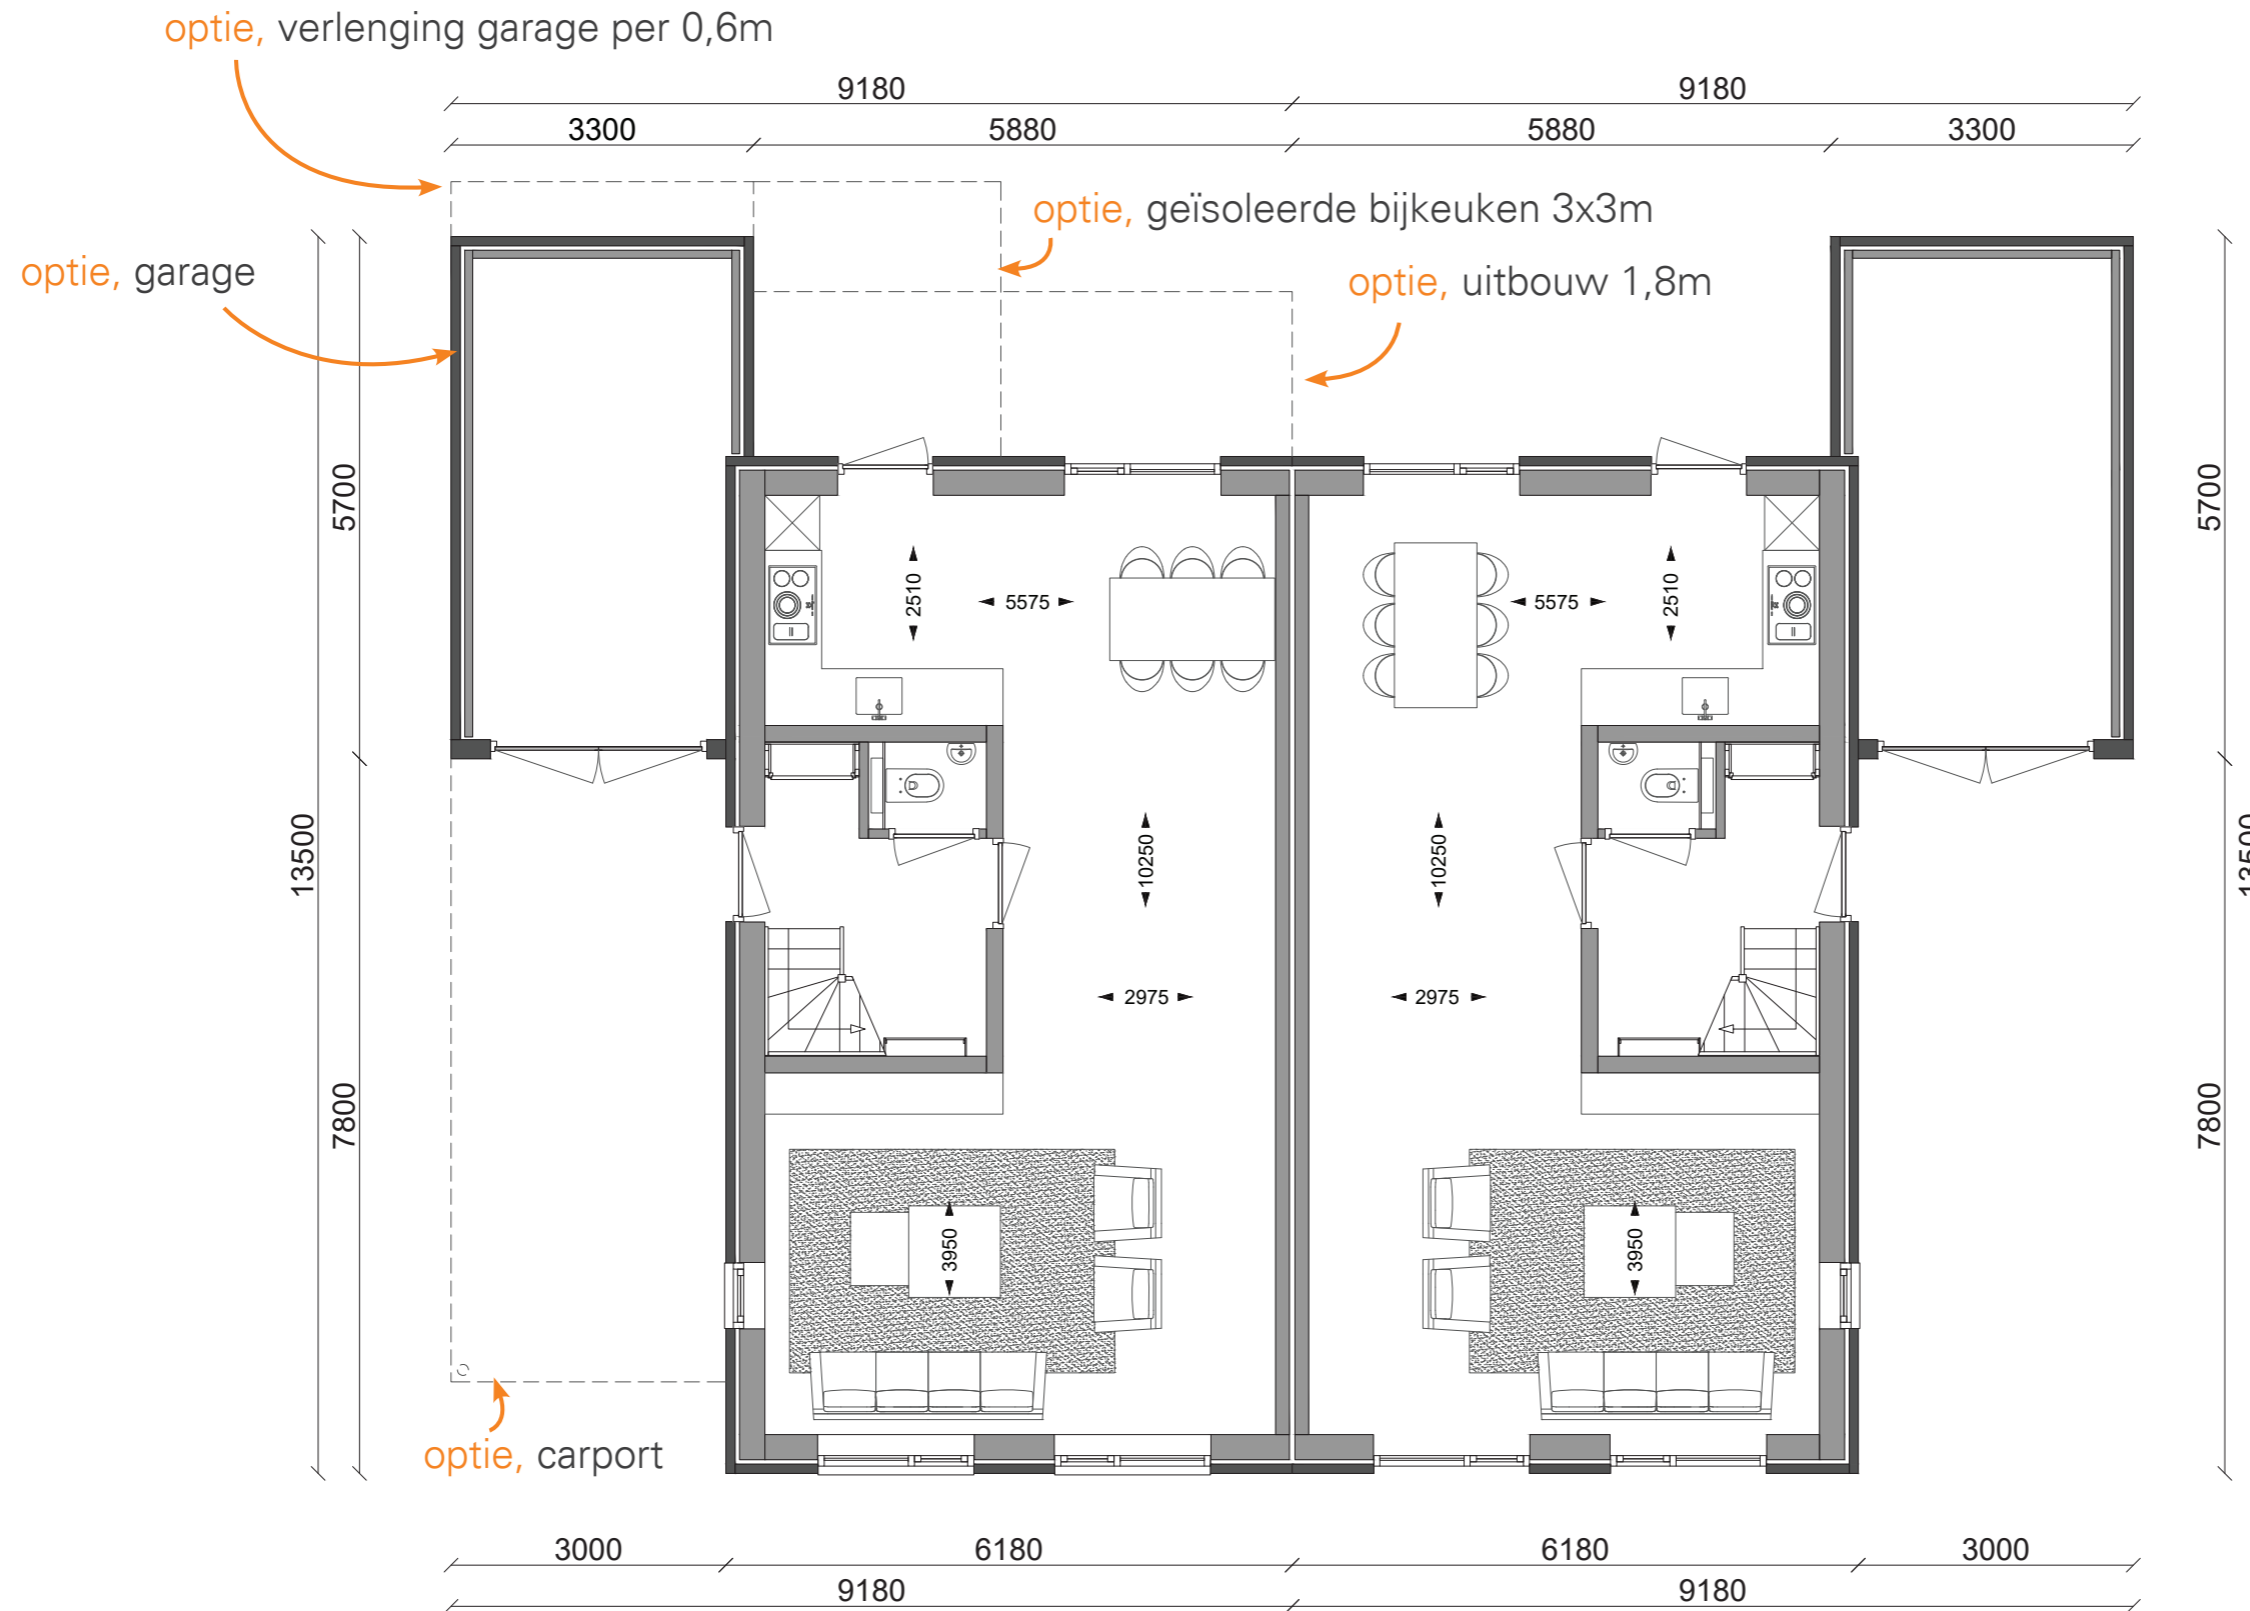 optie, verlenging garage per 0,6m
9180 9180
3300 5880 5880 3300
optie, geïsoleerde bijkeuken 3x3m
optie, garage
optie, uitbouw 1,8m
5700 5700
2510 5575 5575 2510
13500 10250 10250 13500
2975 2975
7800 7800
3950 3950
optie, carport
3000 6180 6180 3000
9180 9180